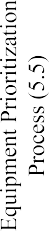 Equipment Prioritization
Process (5.5)